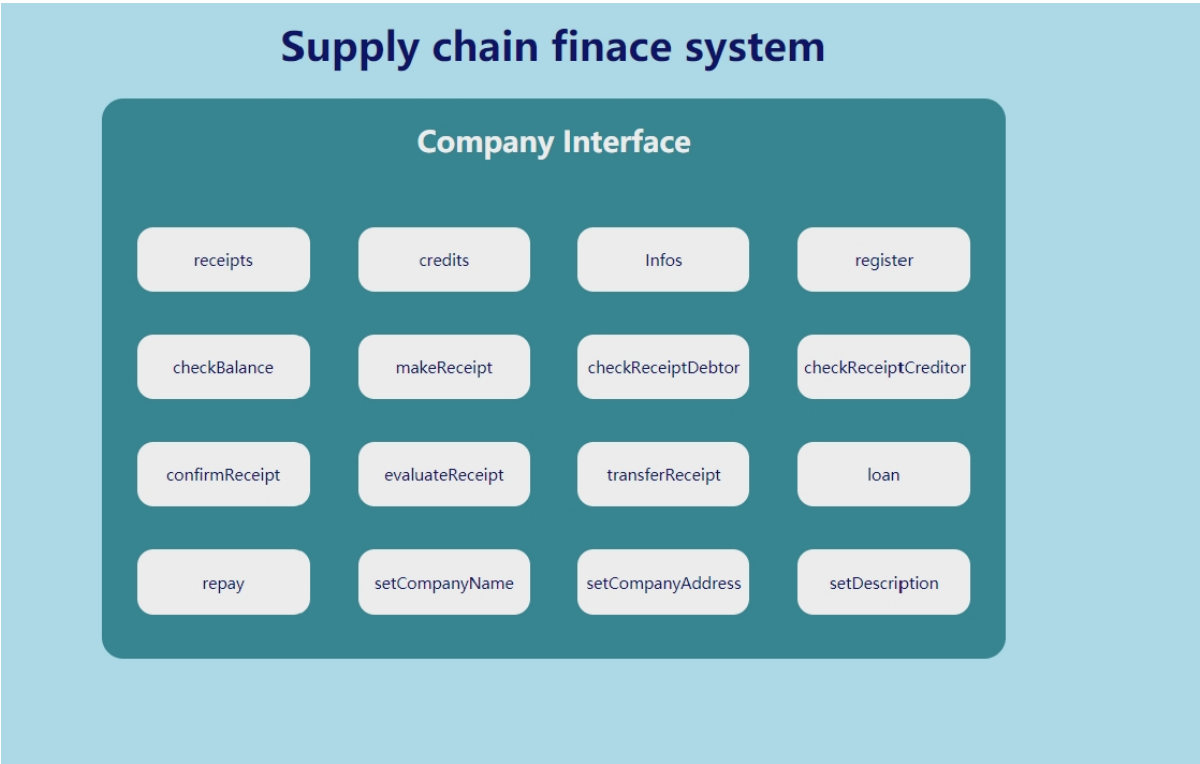 Supply chain finace system
Company Interface
receipts
credits
Infos
register
checkBalance
makeReceipt
checkReceiptDebtor
checkReceiptCreditor
confirmReceipt
evaluateReceipt
transferReceipt
loan
repay
setCompanyName
setCompanyAddress
setDescription